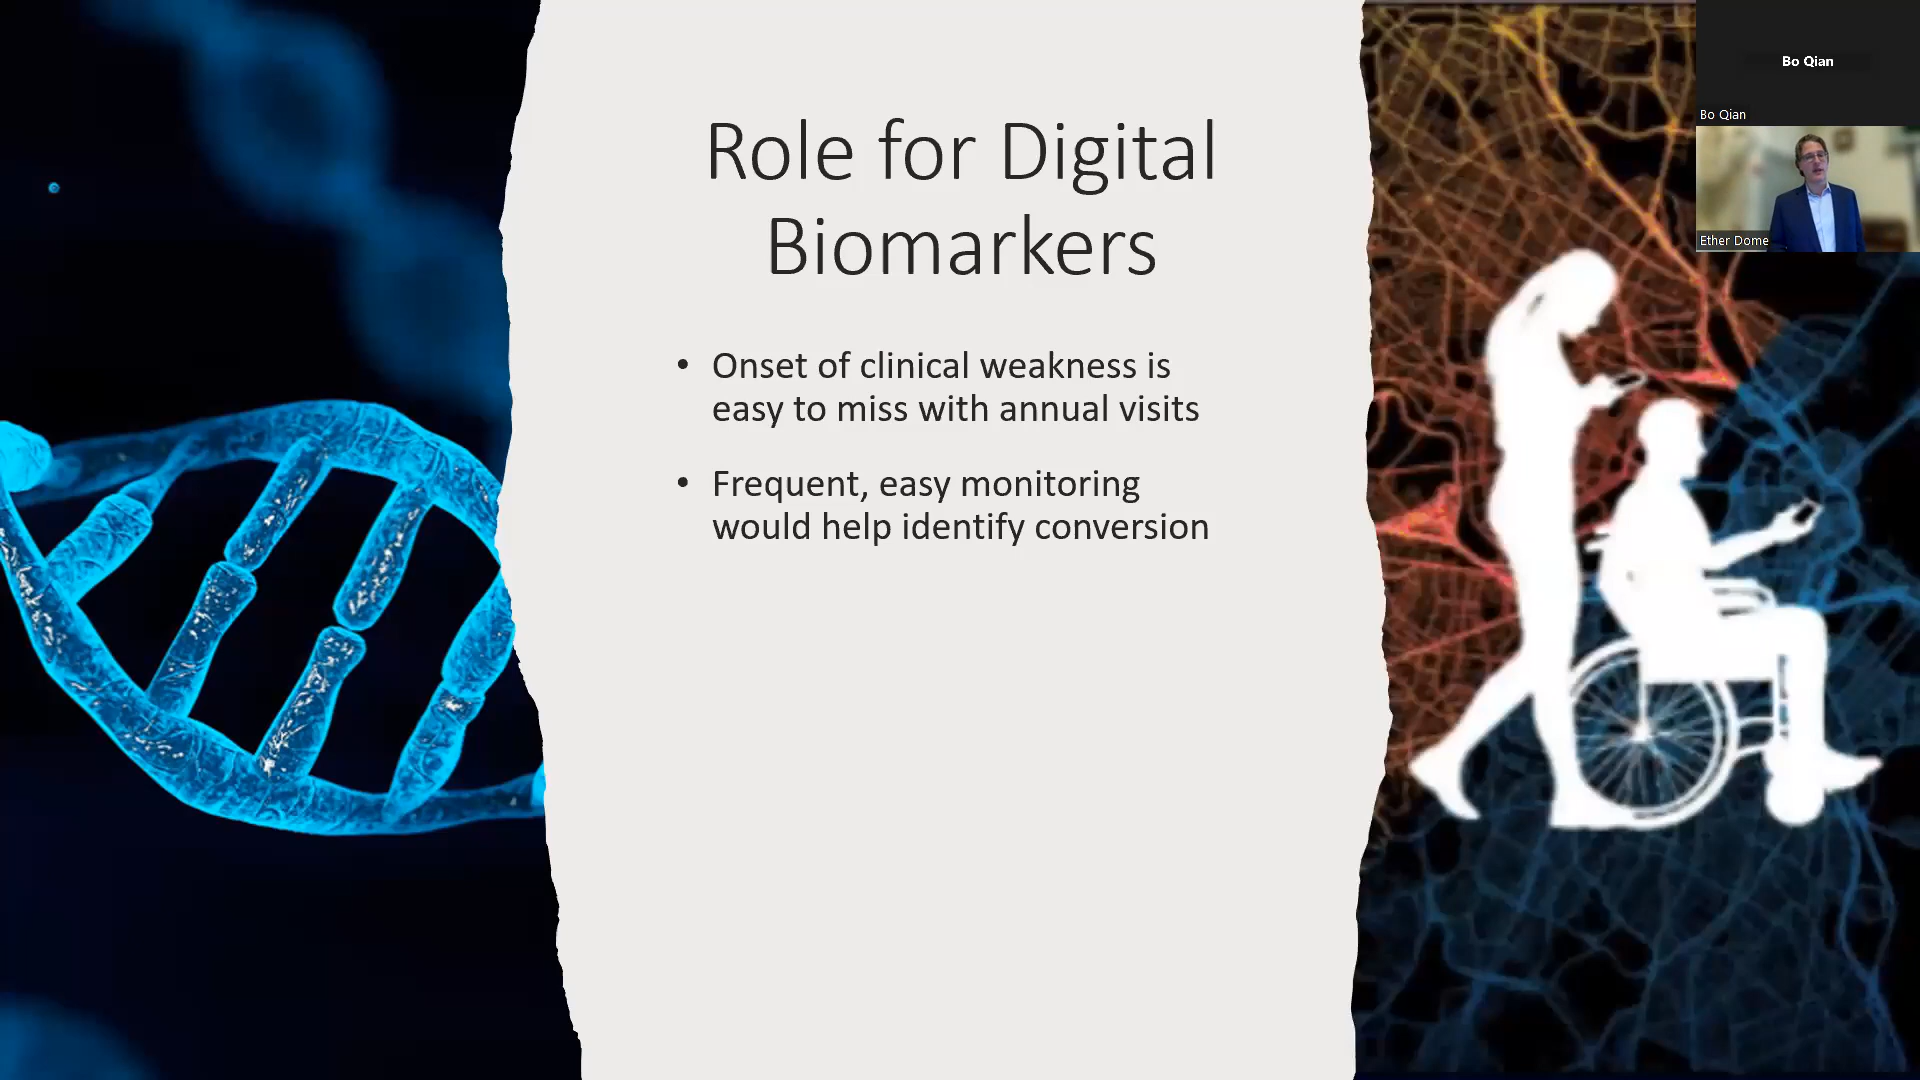 Role for Digital
Biomarkers
• Onset of clinical weakness is
easy to miss with annual visits
• Frequent, easy monitoring
would help identify conversion
Bo Qian
Bo Qian
Ether Dome